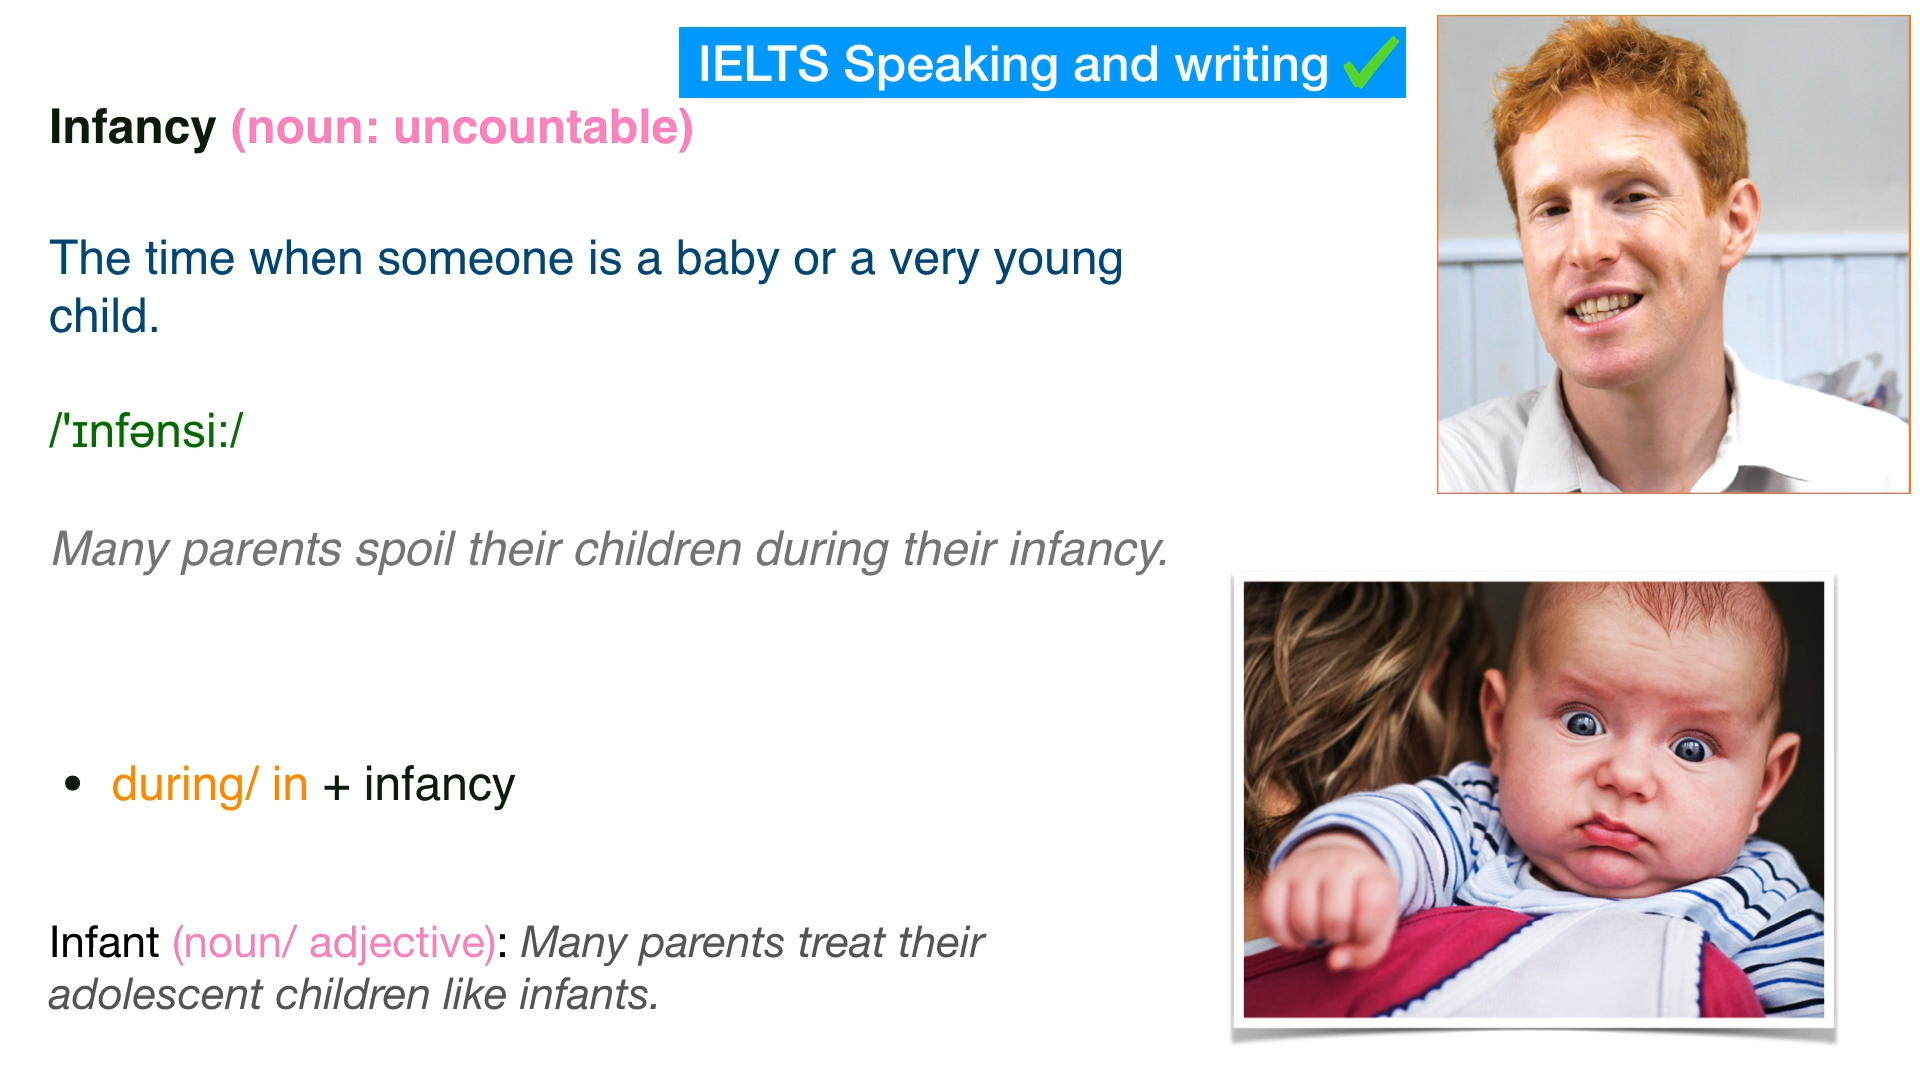 IELTS Speaking and writing
Infancy (noun: uncountable)
The time when someone is a baby or a very young
child.
/'ɪnfənsi:/
Many parents spoil their children during their infancy.
• during/ in + infancy
Infant (noun/ adjective): Many parents treat their
adolescent children like infants.